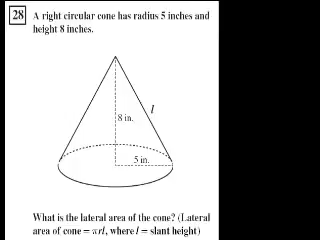 28 A right circular cone has radius 5 inches and
height 8 inches.
l
8 in.
5 in.
What is the lateral area of the cone? (Lateral
area of cone = πrl, where l = slant height)